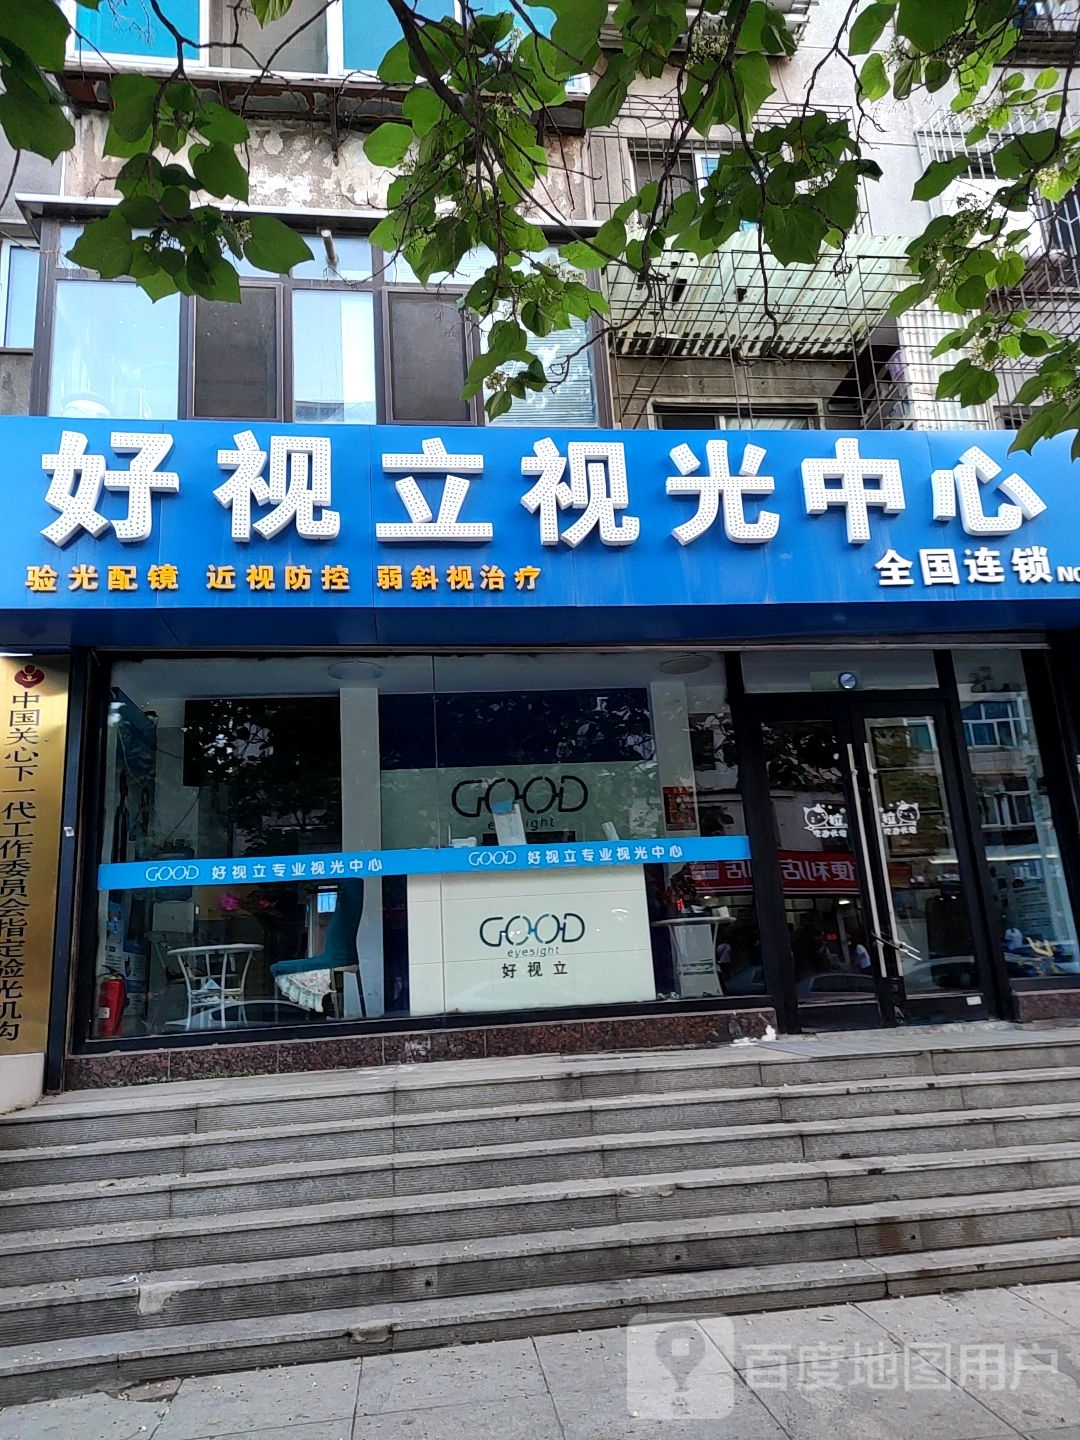 好视立视光中心
验光配镜 近视防控 弱斜视治疗
全国连锁
中国关心下一代工作委员会指定验光机构
GOOD
eyesight
GOOD 好视立专业视光中心
GOOD 好视立专业视光中心
GOOD
eyesight
好视立
百度地图用户